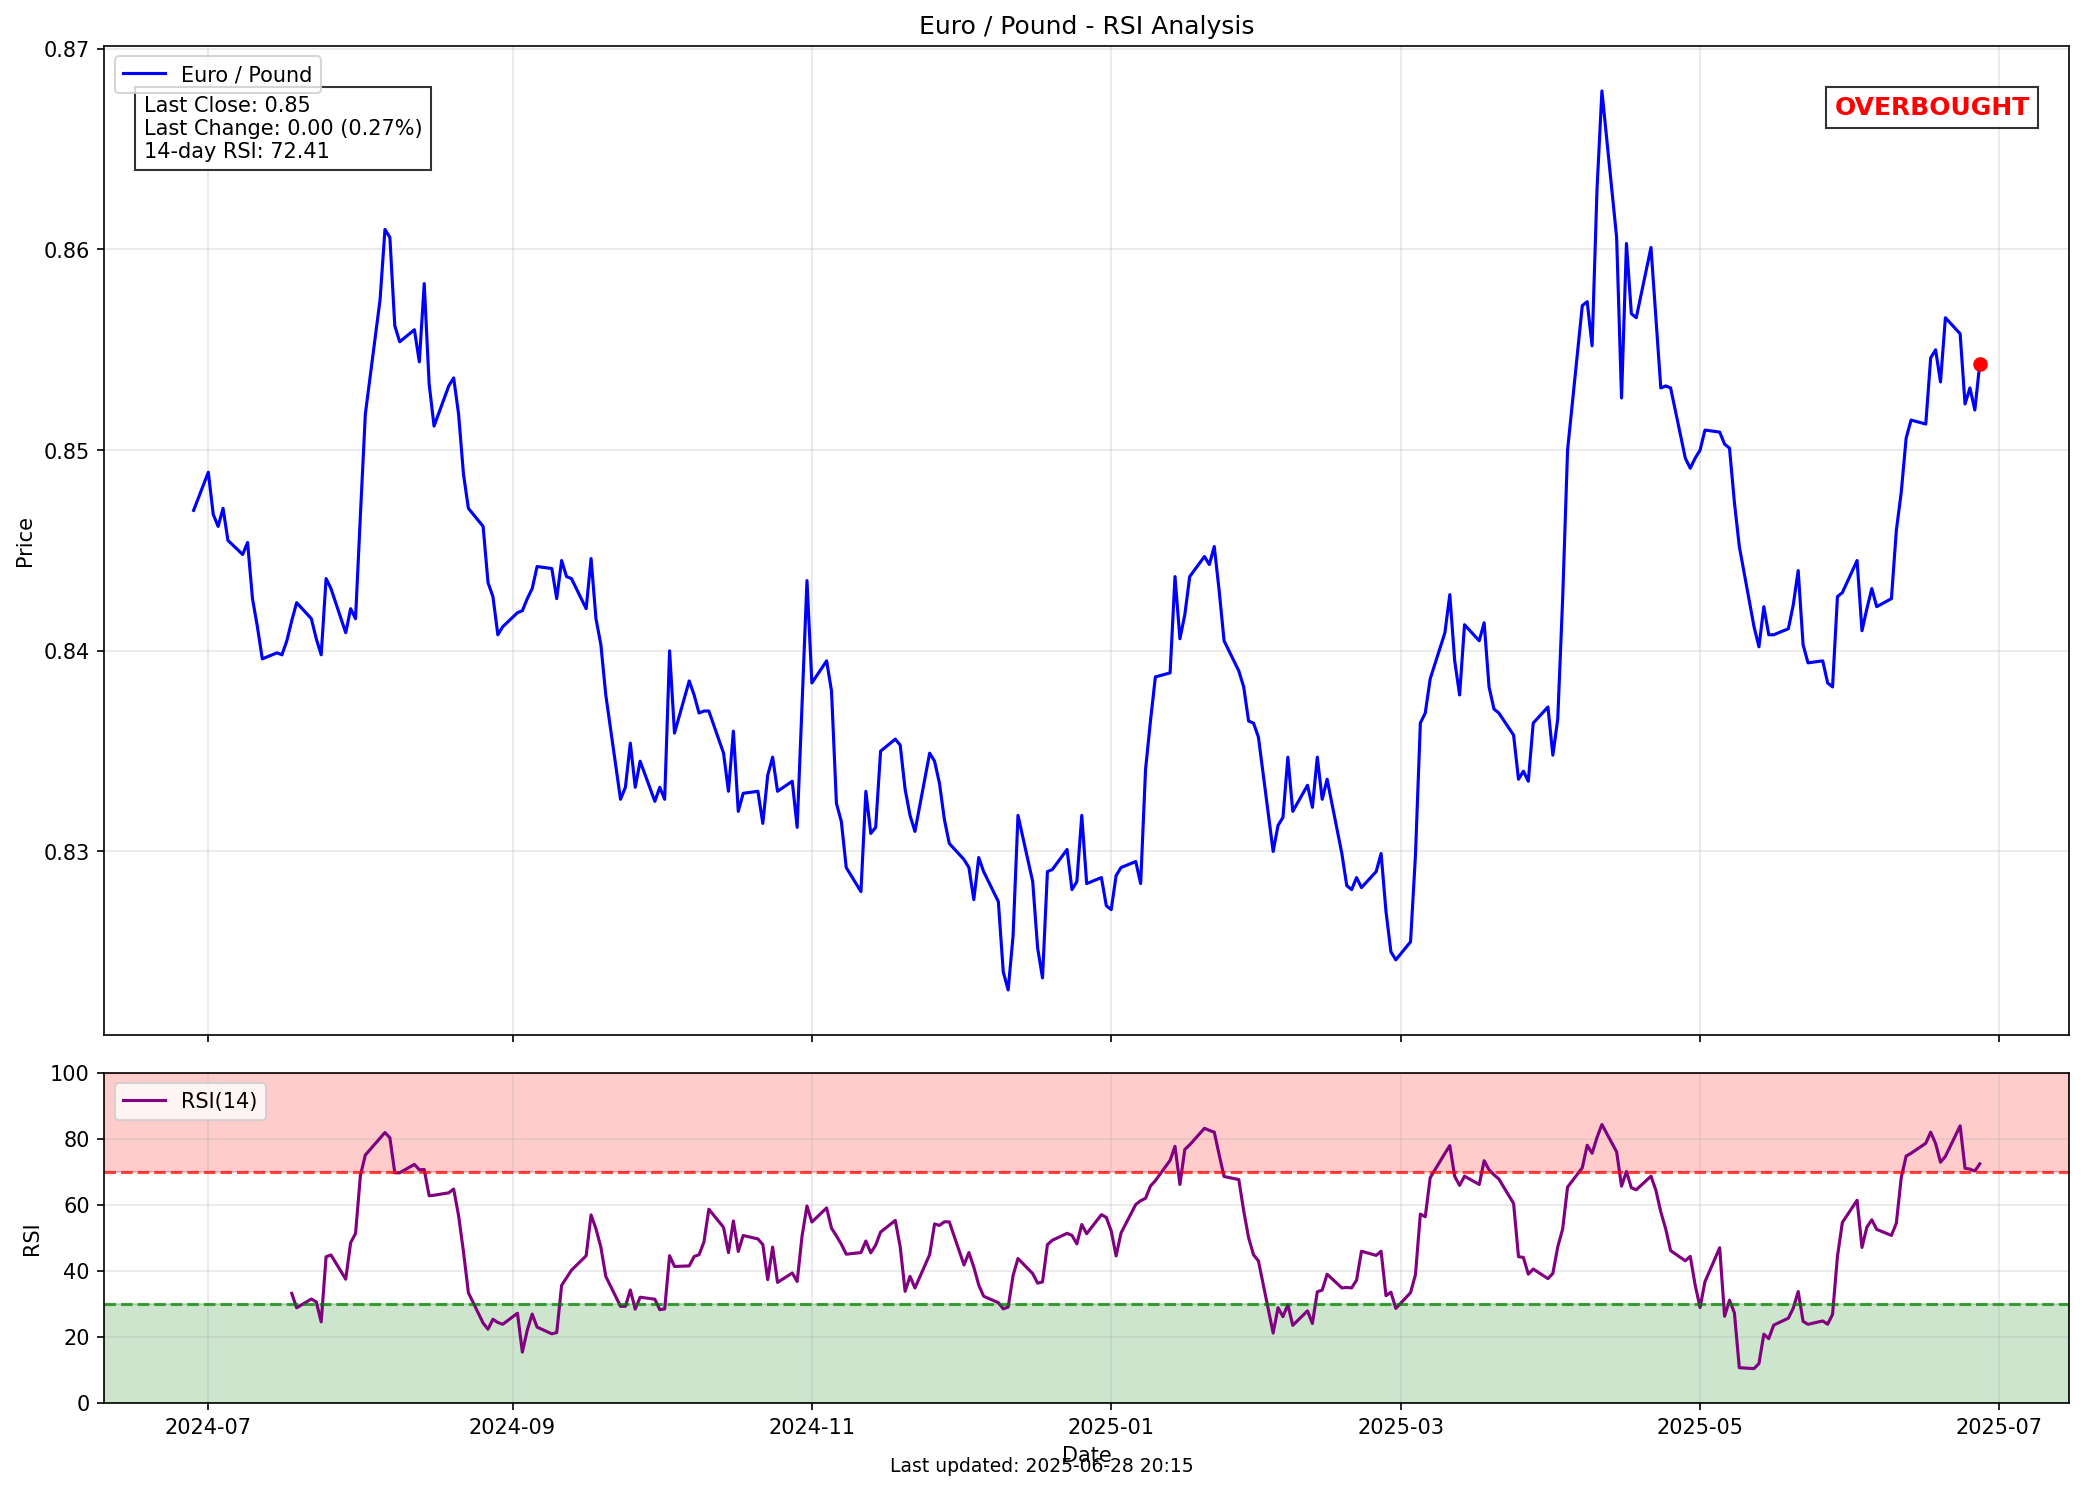 Euro / Pound - RSI Analysis
0.87
Euro / Pound
Last Close: 0.85
Last Change: 0.00 (0.27%)
14-day RSI: 72.41
OVERBOUGHT
0.86
0.85
0.84
0.83
Price
100
80
60
40
20
0
RSI
RSI(14)
2024-07
2024-09
2024-11
2025-01
2025-03
2025-05
2025-07
Date
Last updated: 2025-06-28 20:15